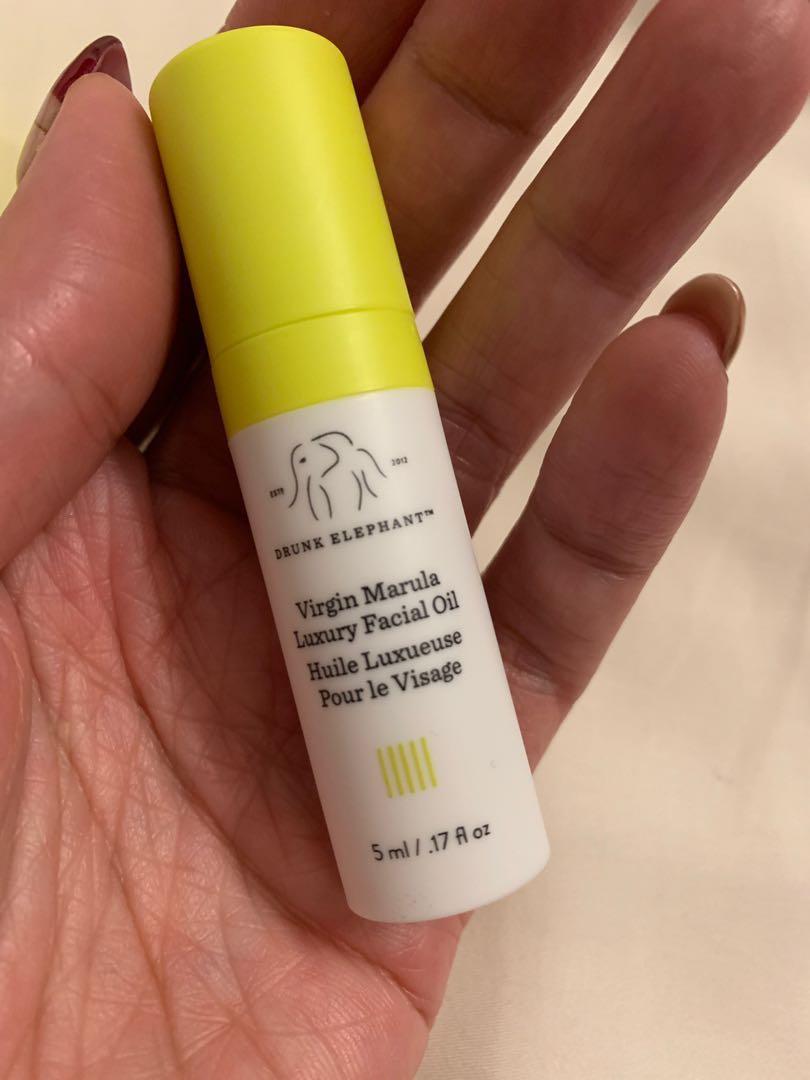 ESTD 2012
DRUNK ELEPHANT™
Virgin Marula
Luxury Facial Oil
Huile Luxueuse
Pour le Visage
5 ml / .17 fl oz